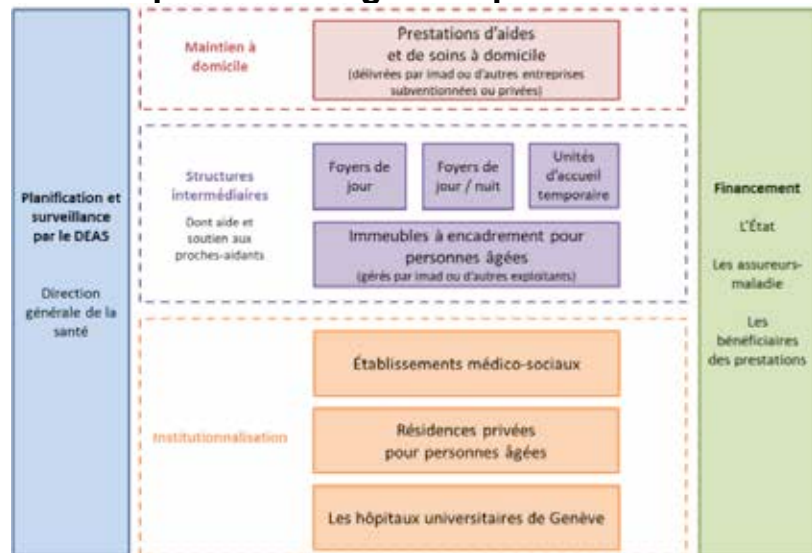 Planification et
surveillance
par le DEAS
Direction
générale de la
santé
Maintien à
domicile
Prestations d'aides
et de soins à domicile
(délivrées par imad ou d'autres entreprises
subventionnées ou privées)
Structures
intermédiaires
Dont aide et
soutien aux
proches-aidants
Foyers de
jour
Foyers de
jour / nuit
Unités
d'accueil
temporaire
Immeubles à encadrement pour
personnes âgées
(gérés par imad ou d'autres exploitants)
Institutionnalisation
Établissements médico-sociaux
Résidences privées
pour personnes âgées
Les hôpitaux universitaires de Genève
Financement
L'État
Les assureurs-
maladie
Les
bénéficiaires
des prestations